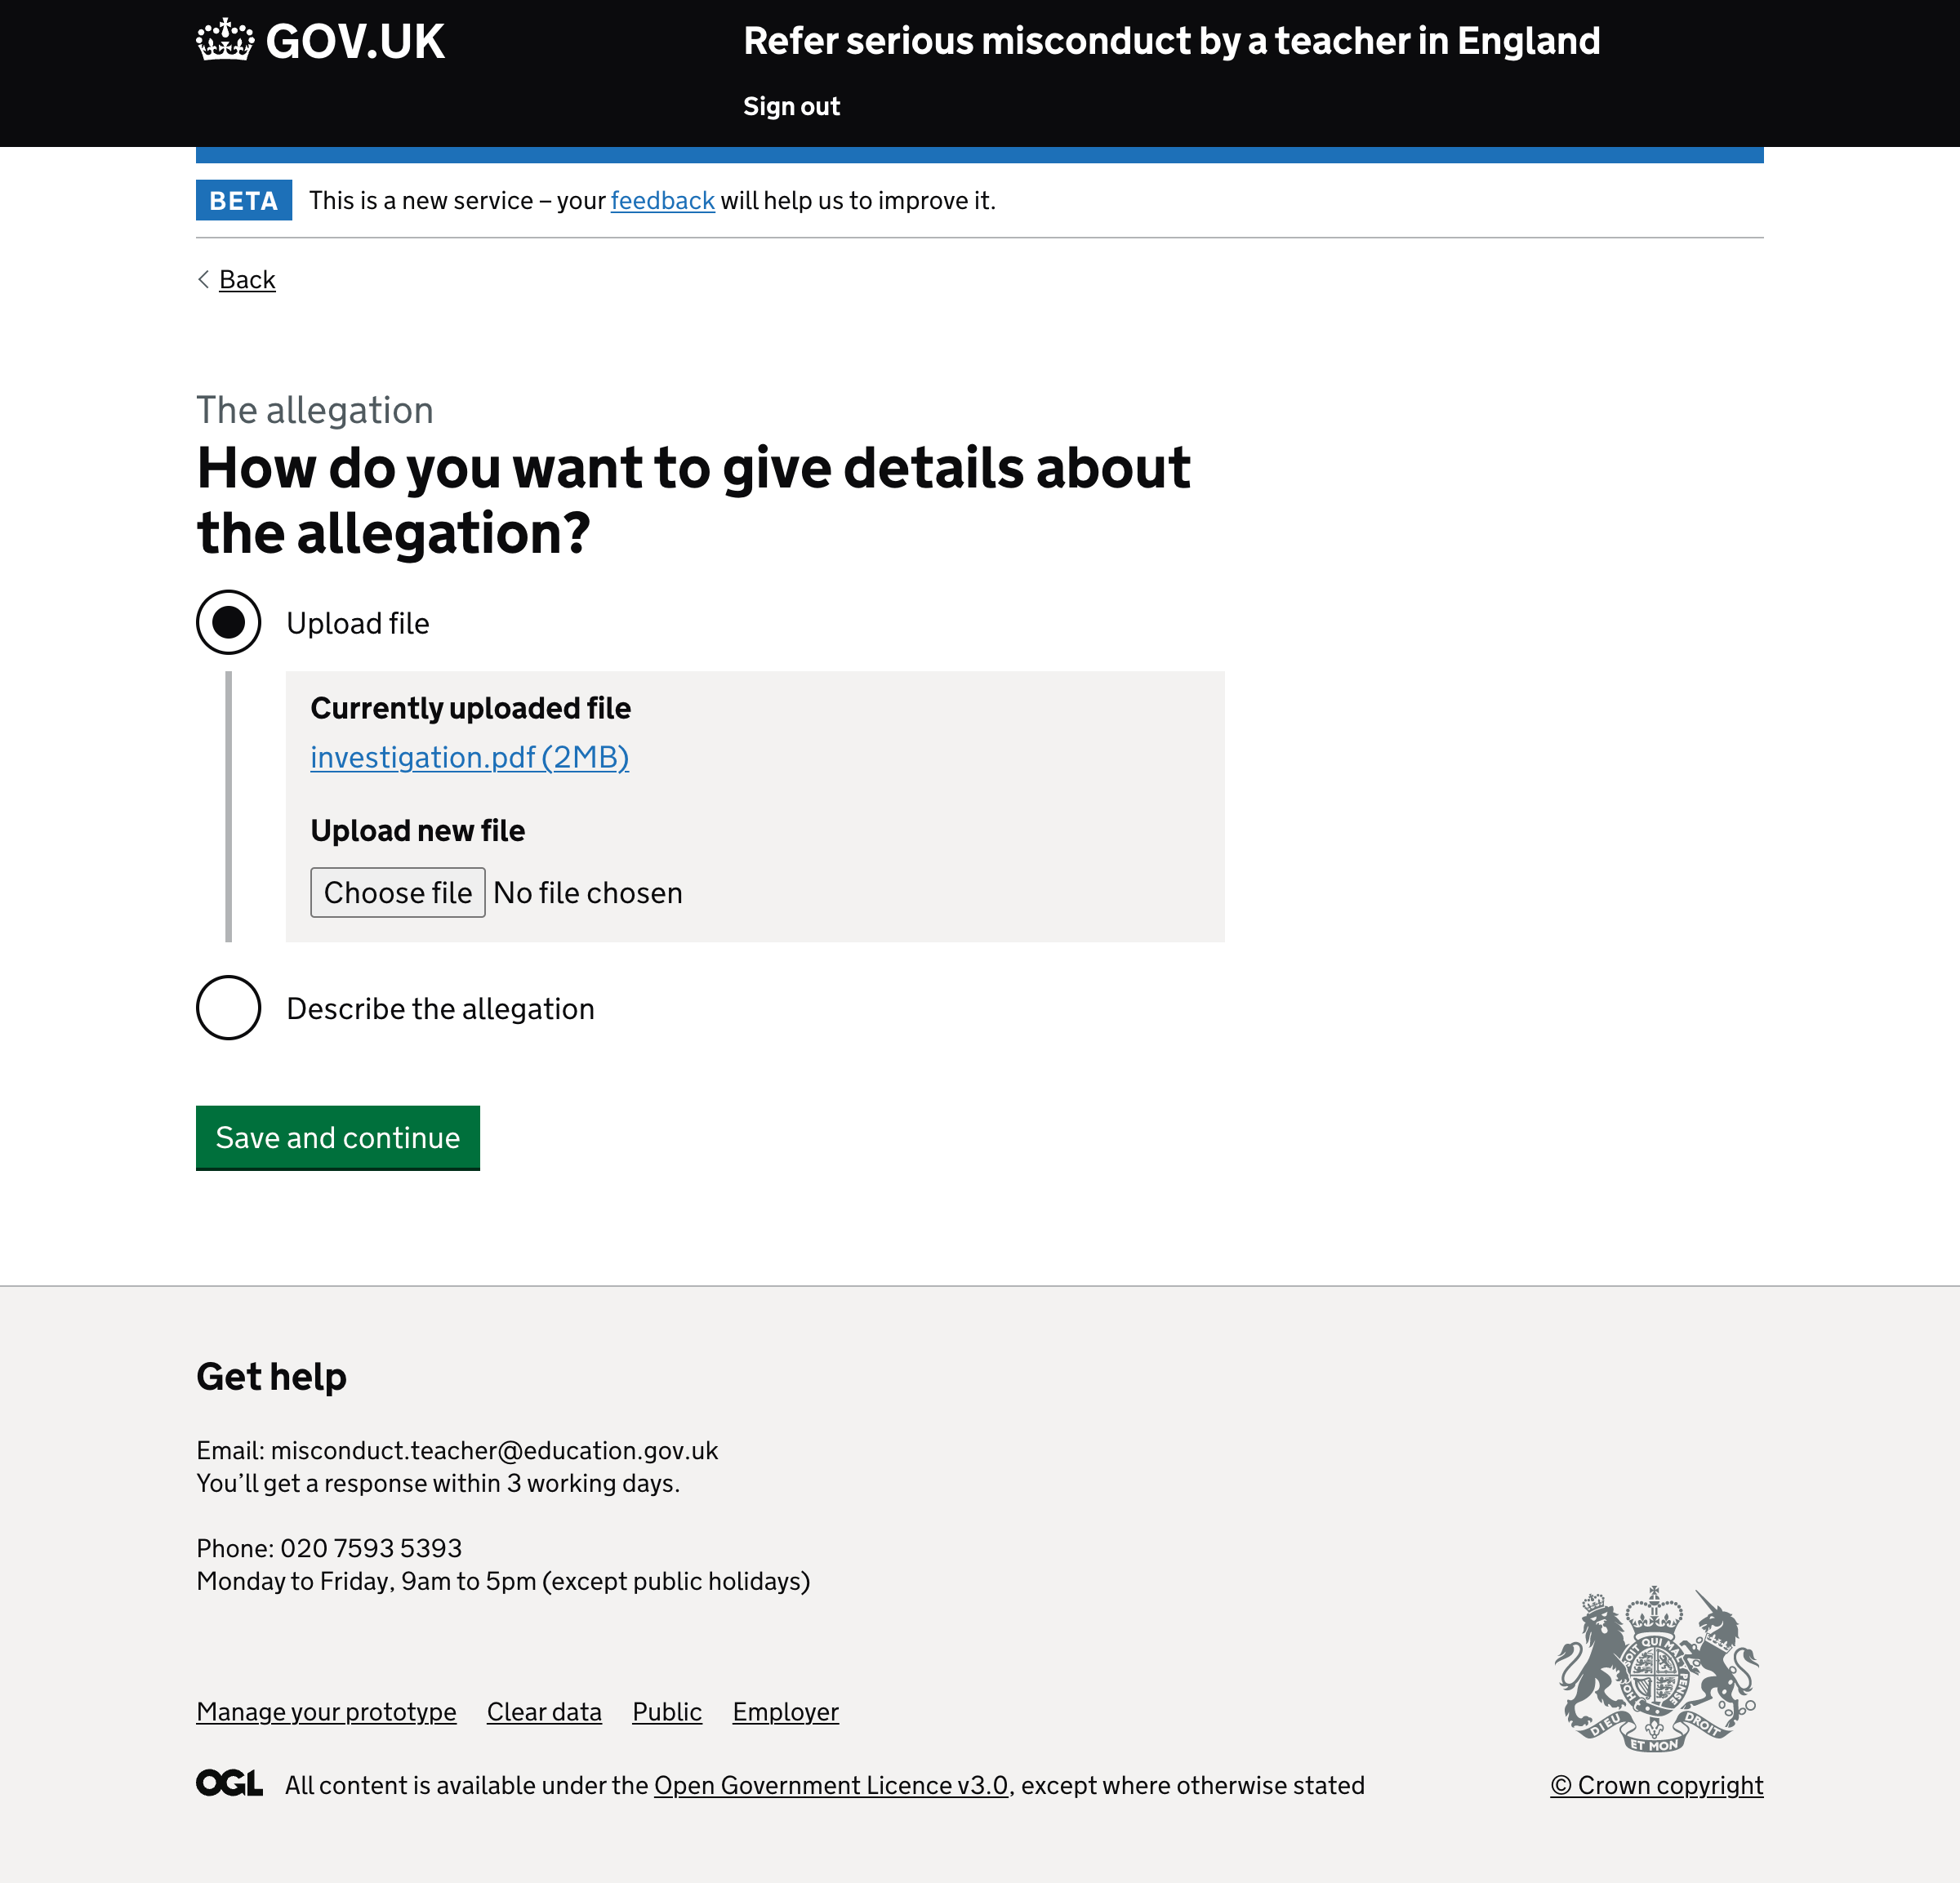 GOV.UK
Refer serious misconduct by a teacher in England
Sign out
BETA
This is a new service – your feedback will help us to improve it.
Back
The allegation
How do you want to give details about
the allegation?
Upload file
Currently uploaded file
investigation.pdf (2MB)
Upload new file
Choose file No file chosen
Describe the allegation
Save and continue
Get help
Email: misconduct.teacher@education.gov.uk
You’ll get a response within 3 working days.
Phone: 020 7593 5393
Monday to Friday, 9am to 5pm (except public holidays)
Manage your prototype Clear data Public Employer
OGL All content is available under the Open Government Licence v3.0, except where otherwise stated
QUI MAL
PENSE
DIEU ET MON DROIT
© Crown copyright